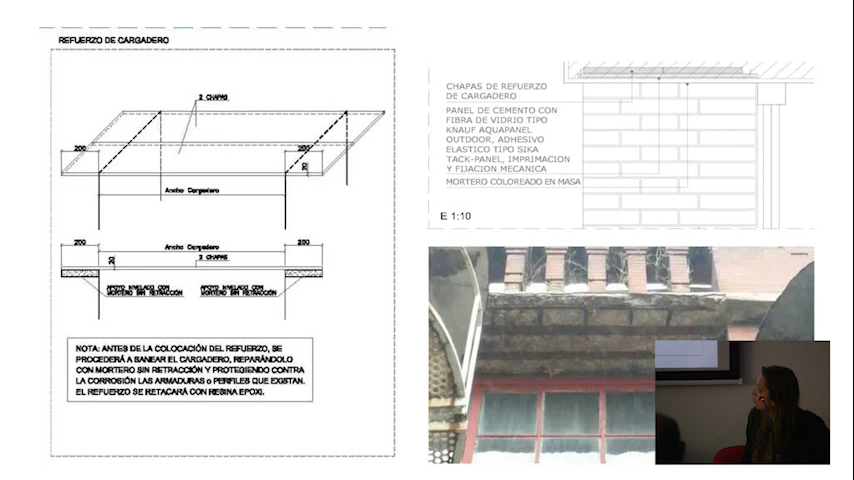 REFUERZO DE CARGADERO
2 CHAPAS
200
200
20
Ancho Cargadero
200
Ancho Cargadero
200
20
2 CHAPAS
APOYO NIVELADO CON
MORTERO SIN RETRACCIÓN
APOYO NIVELADO CON
MORTERO SIN RETRACCIÓN
NOTA: ANTES DE LA COLOCACIÓN DEL REFUERZO, SE
PROCEDERÁ A SANEAR EL CARGADERO, REPARÁNDOLO
CON MORTERO SIN RETRACCIÓN Y PROTEGIENDO CONTRA
LA CORROSIÓN LAS ARMADURAS o PERFILES QUE EXISTAN.
EL REFUERZO SE RETACARÁ CON RESINA EPOXI.
CHAPAS DE REFUERZO
DE CARGADERO
PANEL DE CEMENTO CON
FIBRA DE VIDRIO TIPO
KNAUF AQUAPANEL
OUTDOOR, ADHESIVO
ELASTICO TIPO SIKA
TACK-PANEL, IMPRIMACION
Y FIJACION MECANICA
MORTERO COLOREADO EN MASA
E 1:10